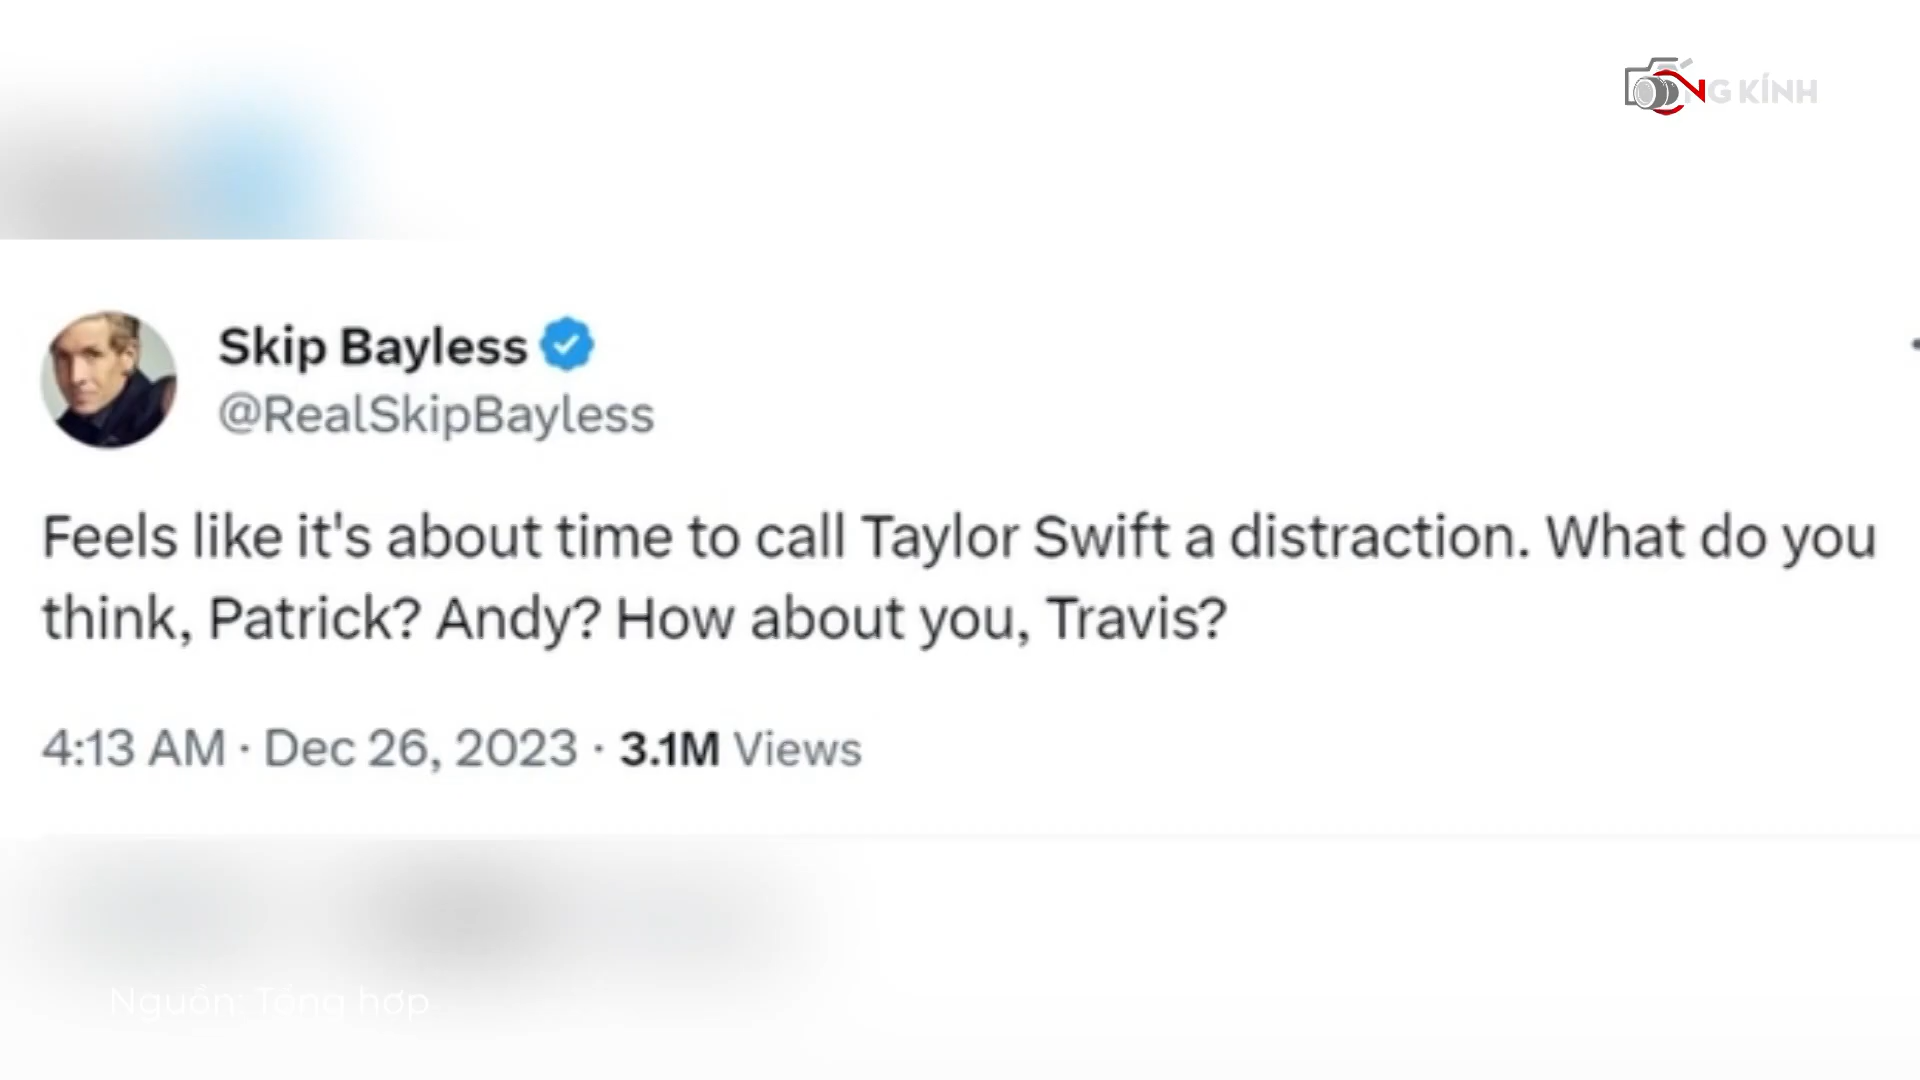 NG KÍNH
Skip Bayless
@RealSkipBayless
Feels like it's about time to call Taylor Swift a distraction. What do you
think, Patrick? Andy? How about you, Travis?
4:13 AM · Dec 26, 2023 · 3.1M Views
Nguồn: Tổng hợp